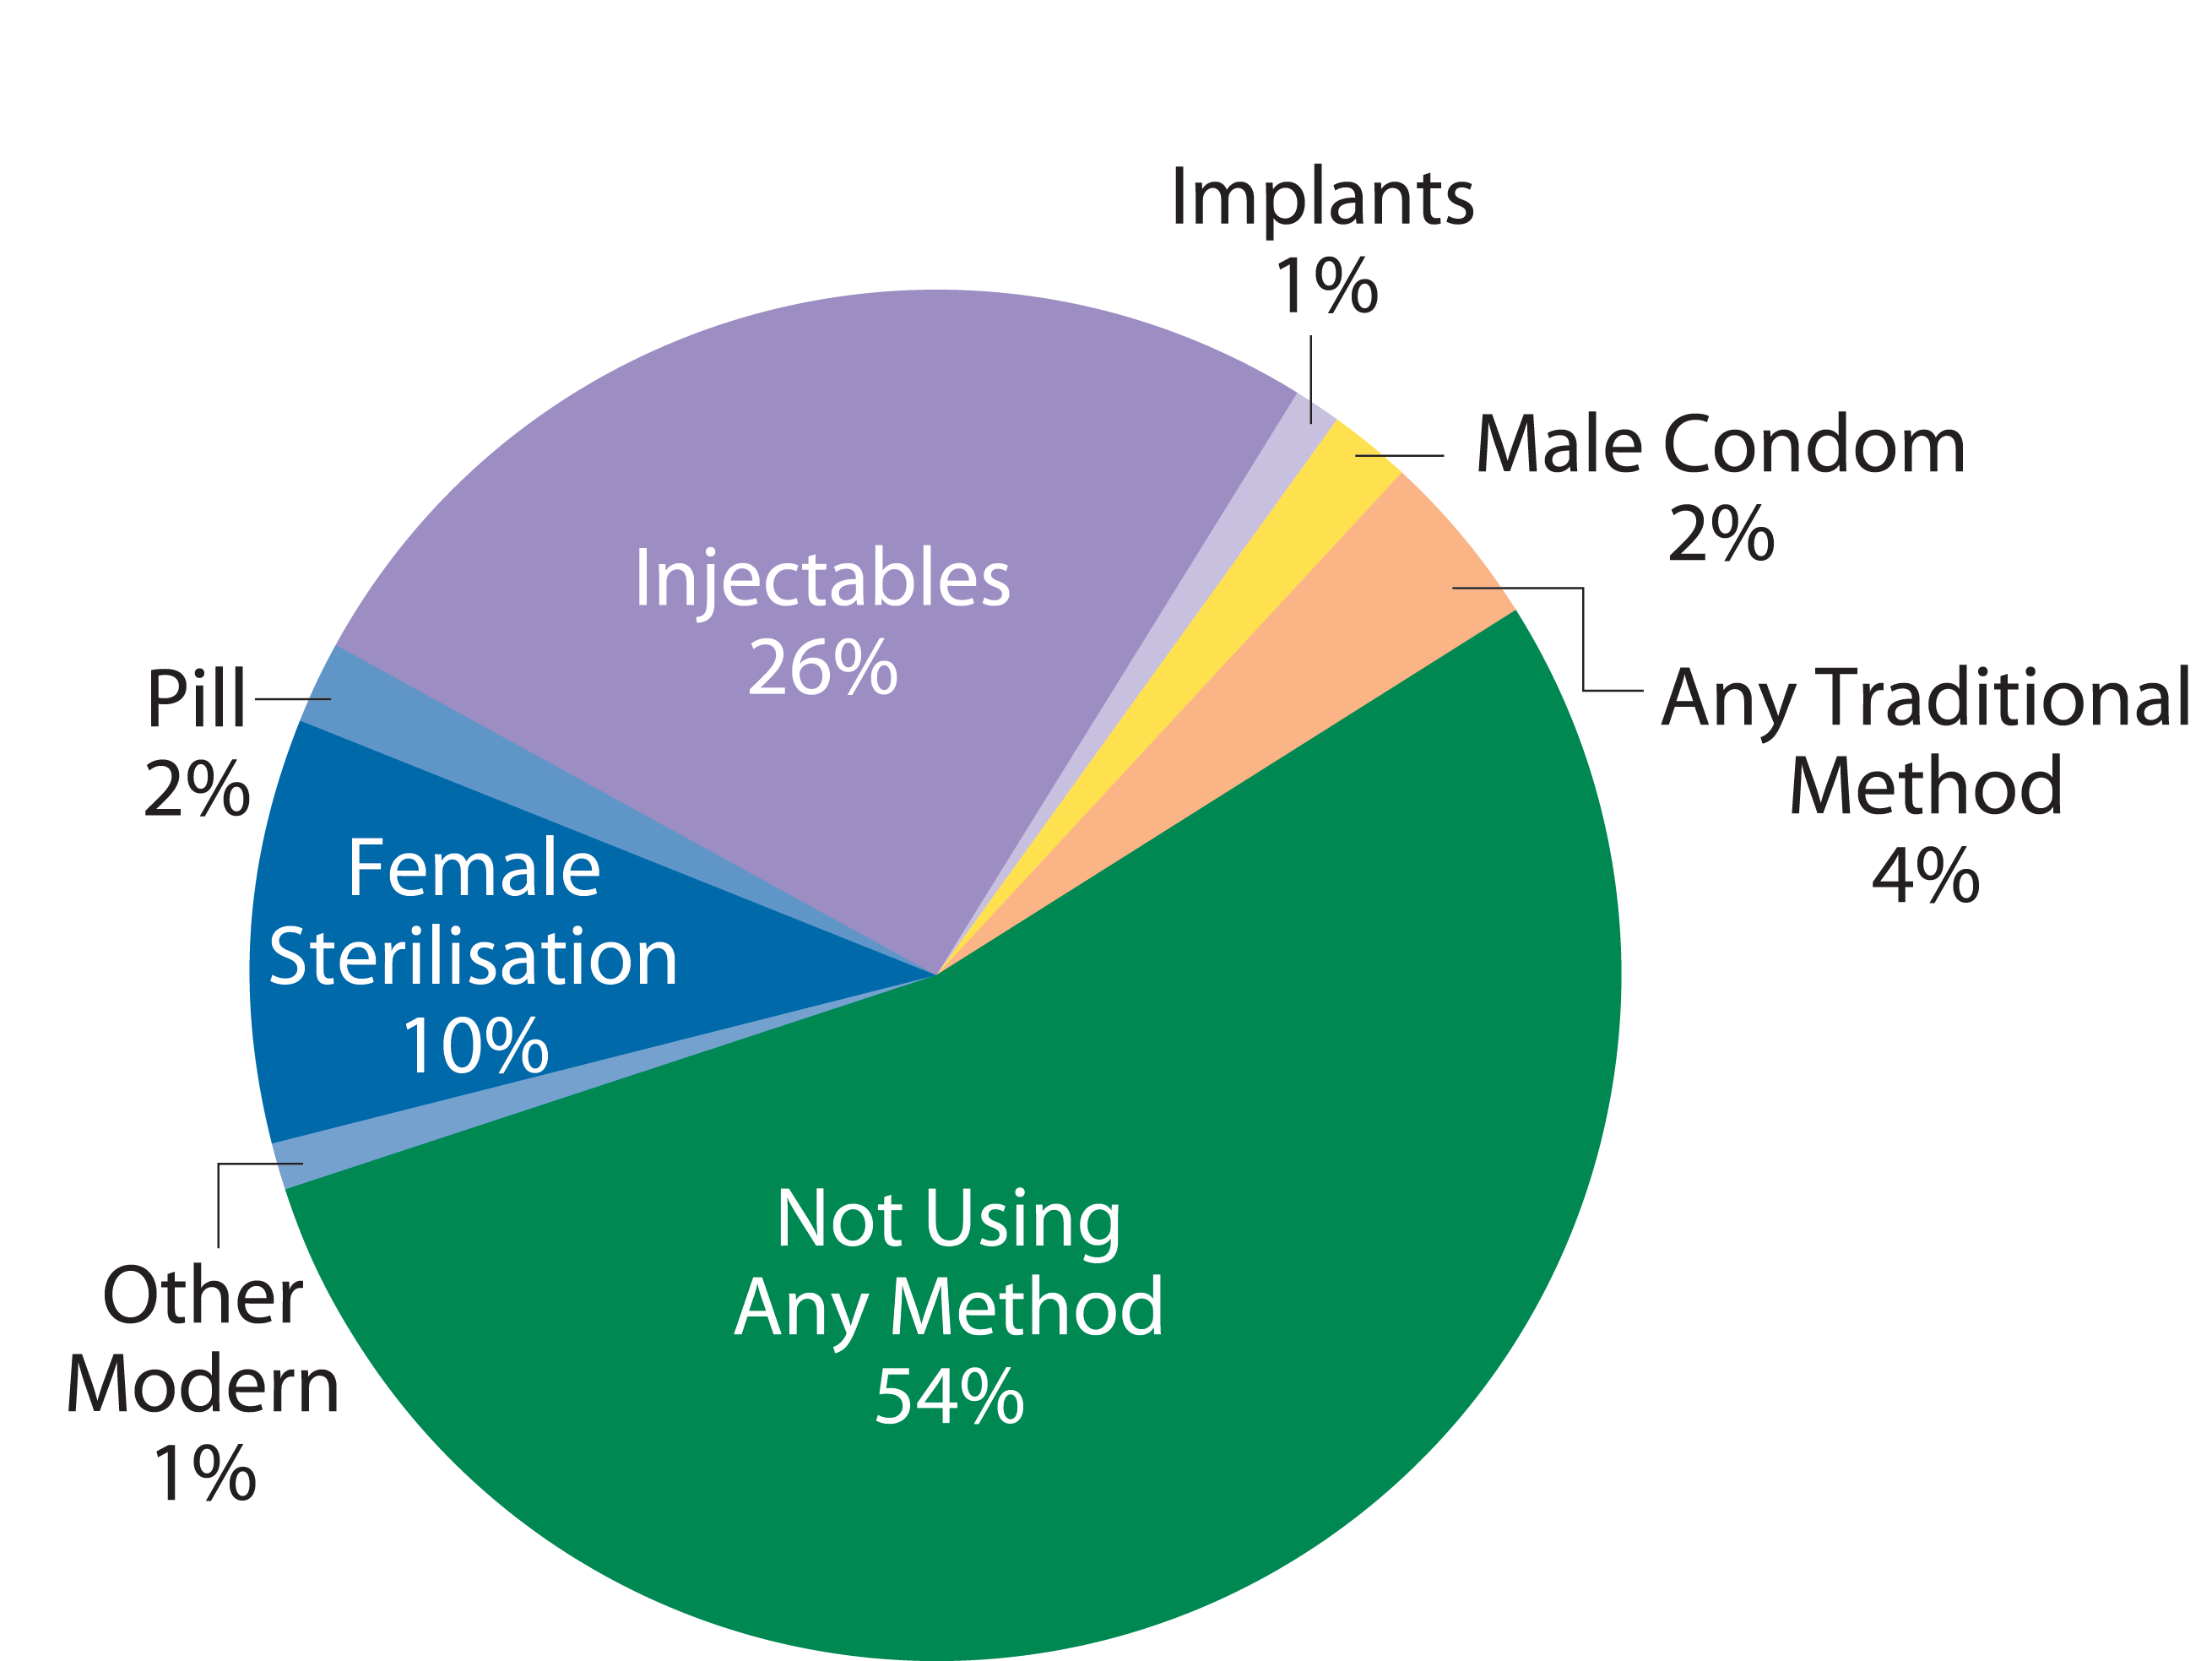 Implants
1%
Male Condom
2%
Injectables
26%
Pill
2%
Any Traditional
Method
4%
Female
Sterilisation
10%
Not Using
Any Method
54%
Other
Modern
1%